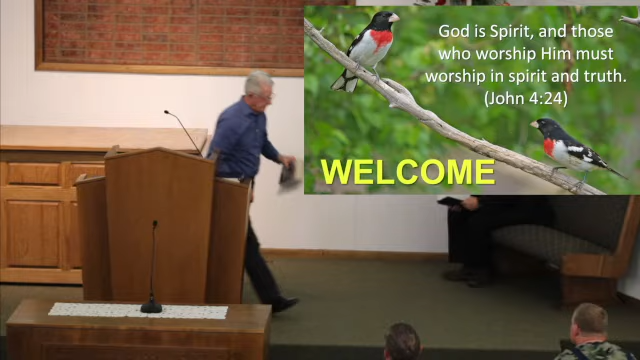 God is Spirit, and those
who worship Him must
worship in spirit and truth.
(John 4:24)
WELCOME